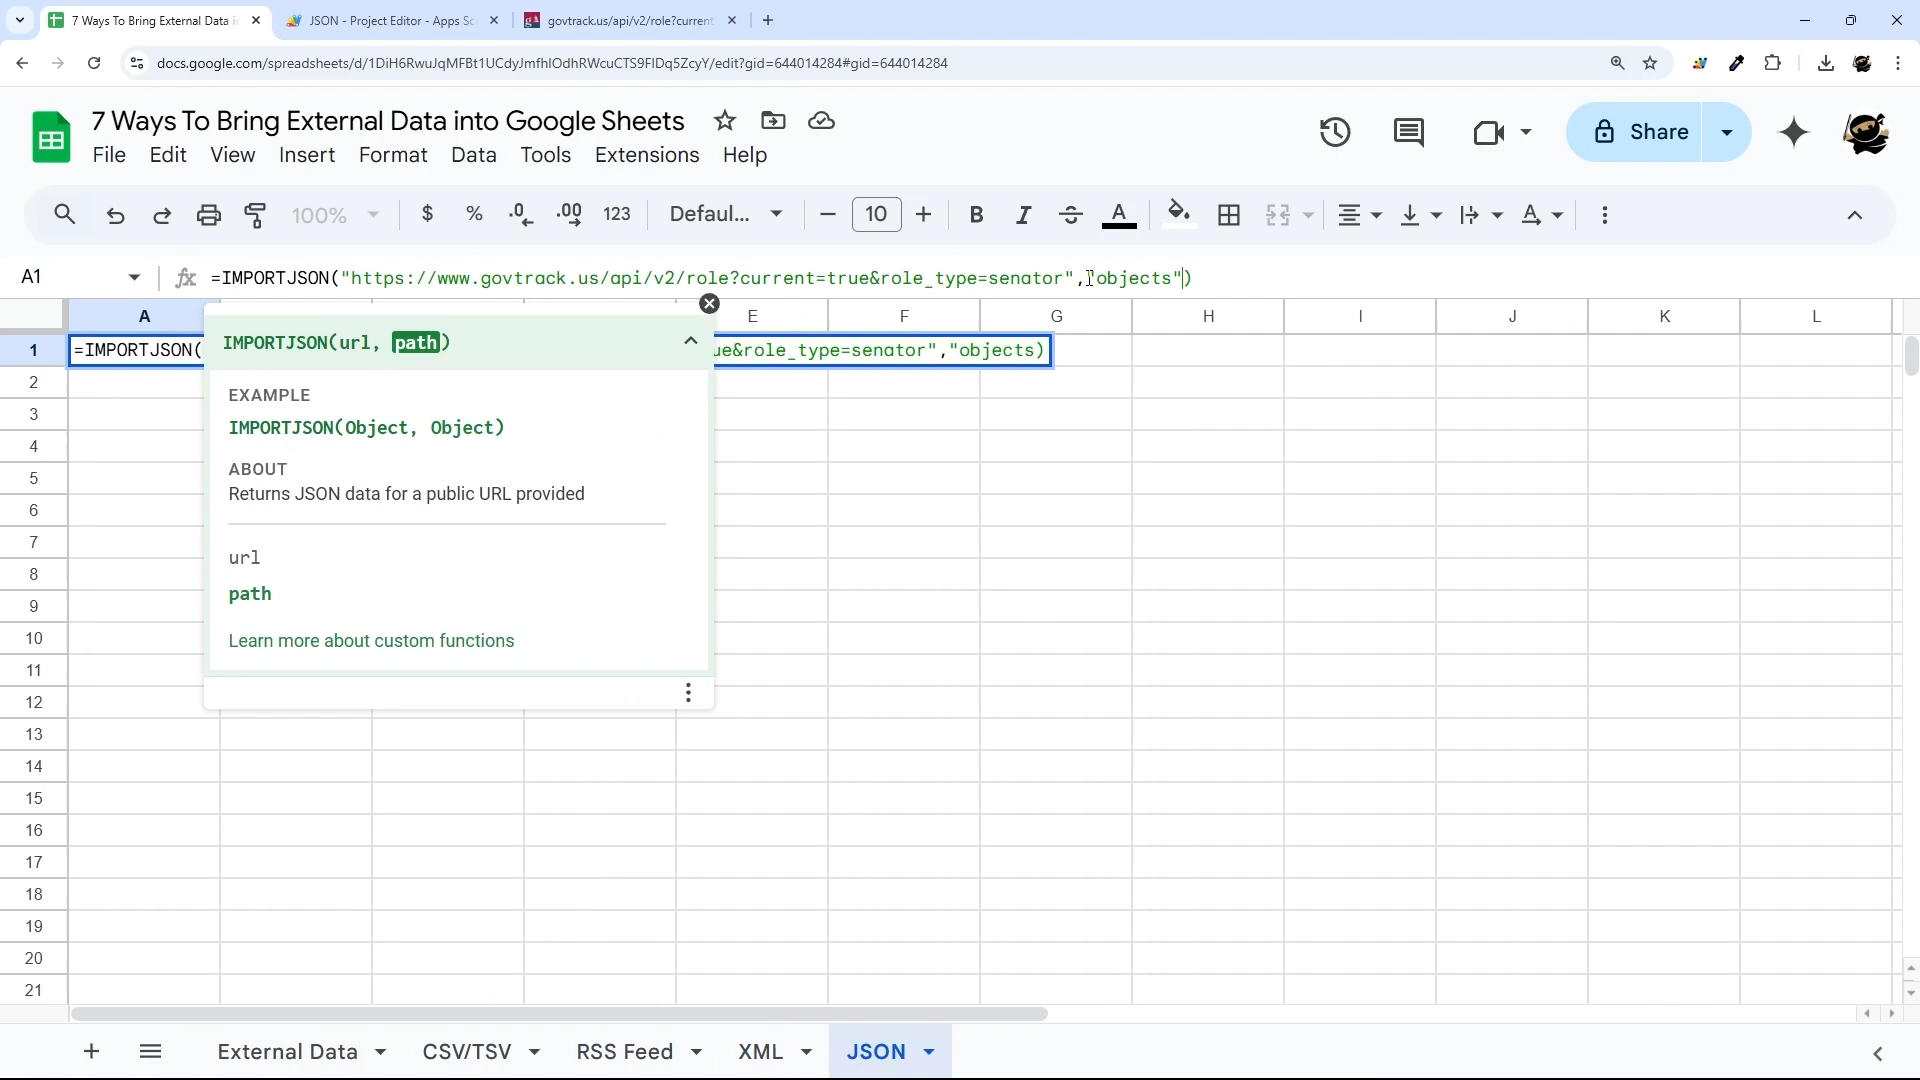 7 Ways To Bring External Data i
JSON - Project Editor - Apps Sc
govtrack.us/api/v2/role?current
docs.google.com/spreadsheets/d/1DiH6RwuJqMFBt1UCdyJmfhlOdhRWcuCTS9FlDq5ZcyY/edit?gid=644014284#gid=644014284
7 Ways To Bring External Data into Google Sheets
File Edit View Insert Format Data Tools Extensions Help
Share
100% $ % .0 .00 123 Defaul... − 10 + B I S A
A1 fx =IMPORTJSON("https://www.govtrack.us/api/v2/role?current=true&role_type=senator","objects")
A E F G H I J K L
1 =IMPORTJSON( ue&role_type=senator","objects)
IMPORTJSON(url, path)
EXAMPLE
IMPORTJSON(Object, Object)
ABOUT
Returns JSON data for a public URL provided
url
path
Learn more about custom functions
2
3
4
5
6
7
8
9
10
11
12
13
14
15
16
17
18
19
20
21
External Data CSV/TSV RSS Feed XML JSON